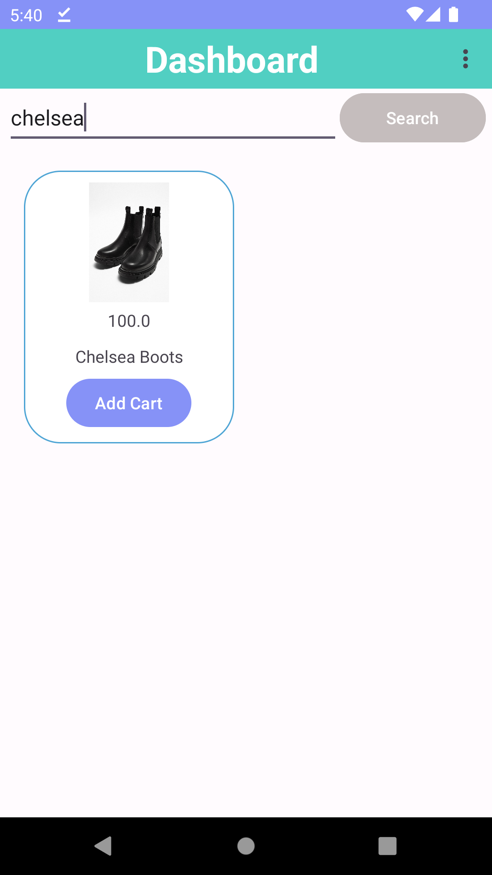 5:40
Dashboard
chelsea
Search
100.0
Chelsea Boots
Add Cart